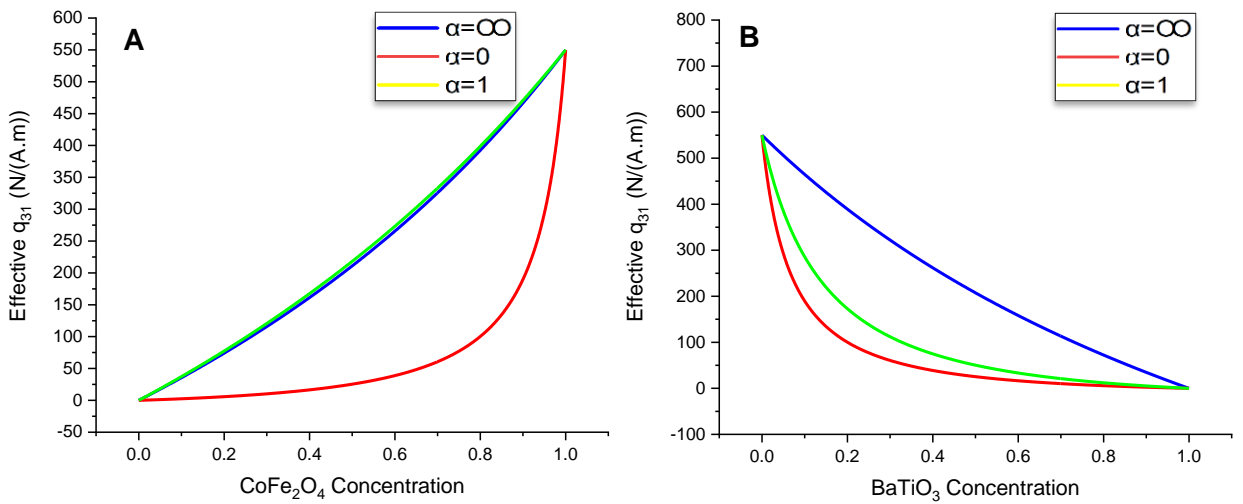 A
α=∞
α=0
α=1
Effective q₃₁ (N/(A.m))
600
550
500
450
400
350
300
250
200
150
100
50
0
-50
0.0 0.2 0.4 0.6 0.8 1.0
CoFe₂O₄ Concentration
B
α=∞
α=0
α=1
Effective q₃₁ (N/(A.m))
800
700
600
500
400
300
200
100
0
-100
0.0 0.2 0.4 0.6 0.8 1.0
BaTiO₃ Concentration